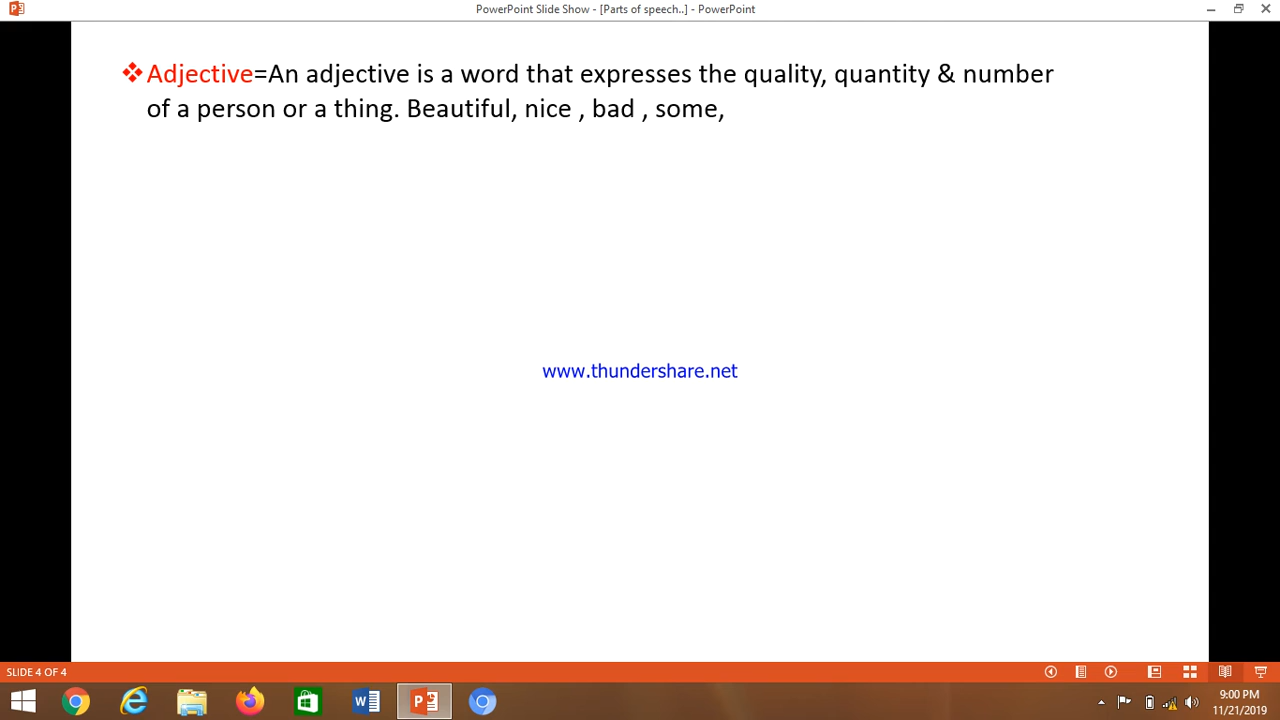 PowerPoint Slide Show - [Parts of speech..] - PowerPoint
Adjective=An adjective is a word that expresses the quality, quantity & number
of a person or a thing. Beautiful, nice , bad , some,
www.thundershare.net
SLIDE 4 OF 4
9:00 PM
11/21/2019